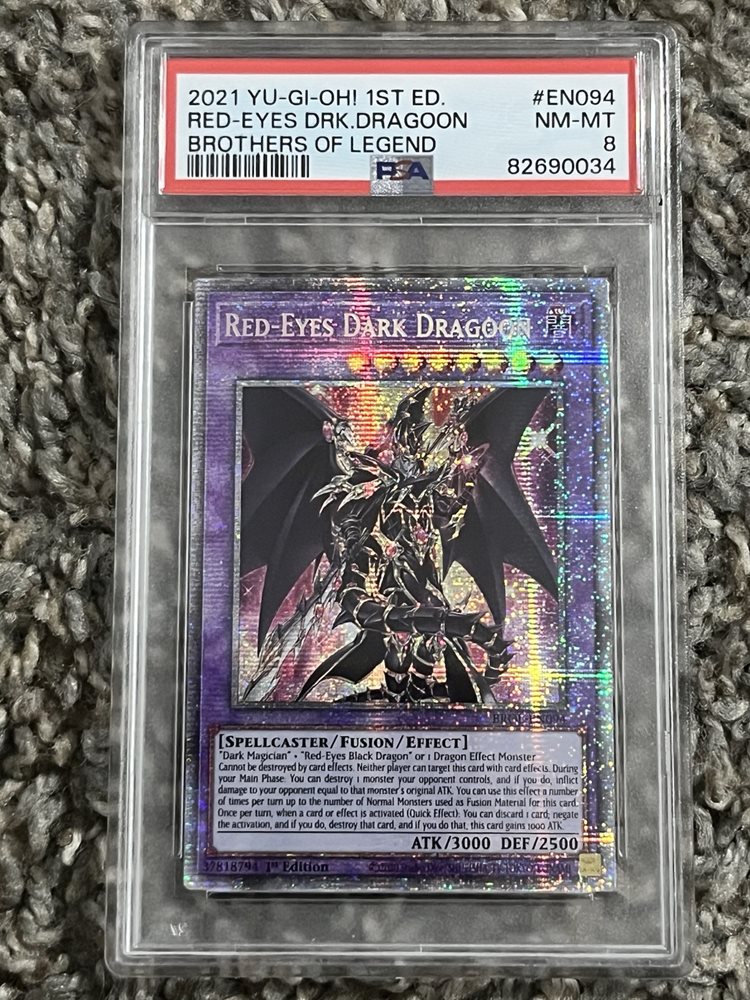 2021 YU-GI-OH! 1ST ED. #EN094
RED-EYES DRK.DRAGOON NM-MT
BROTHERS OF LEGEND 8
PSA 82690034
RED-EYES DARK DRAGOON 闇
BROL-EN094
[SPELLCASTER/FUSION/EFFECT]
"Dark Magician" + "Red-Eyes Black Dragon" or 1 Dragon Effect Monster
Cannot be destroyed by card effects. Neither player can target this card with card effects. During
your Main Phase: You can destroy 1 monster your opponent controls, and if you do, inflict
damage to your opponent equal to that monster's original ATK. You can use this effect a number
of times per turn up to the number of Normal Monsters used as Fusion Material for this card.
Once per turn, when a card or effect is activated (Quick Effect): You can discard 1 card; negate
the activation, and if you do, destroy that card, and if you do that, this card gains 1000 ATK.
ATK/3000 DEF/2500
37818794 1st Edition